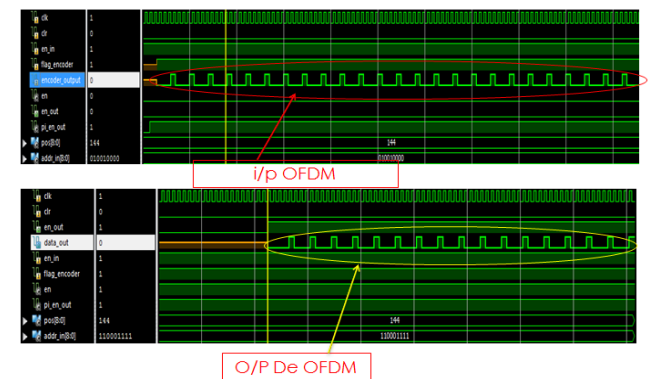 clk 1
clr 0
en_in 1
flag_encoder 1
encoder_output 0
en 0
en_out 0
pi_en_out 1
pos[8:0] 144 144
addr_in[8:0] 010010000 010010000
i/p OFDM
clk 1
clr 0
en_out 1
data_out 0
en_in 1
flag_encoder 1
en 1
pi_en_out 1
pos[8:0] 144 144
addr_in[8:0] 110001111 110001111
O/P De OFDM